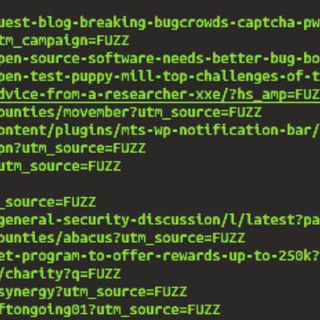 uest-blog-breaking-bugcrowds-captcha-pw
tm_campaign=FUZZ
pen-source-software-needs-better-bug-bo
pen-test-puppy-mill-top-challenges-of-t
dvice-from-a-researcher-xxe/?hs_amp=FUZ
ounties/movember?utm_source=FUZZ
ontent/plugins/mts-wp-notification-bar/
on?utm_source=FUZZ
utm_source=FUZZ
_source=FUZZ
general-security-discussion/l/latest?pa
ounties/abacus?utm_source=FUZZ
et-program-to-offer-rewards-up-to-250k?
/charity?q=FUZZ
synergy?utm_source=FUZZ
ftongoing01?utm_source=FUZZ